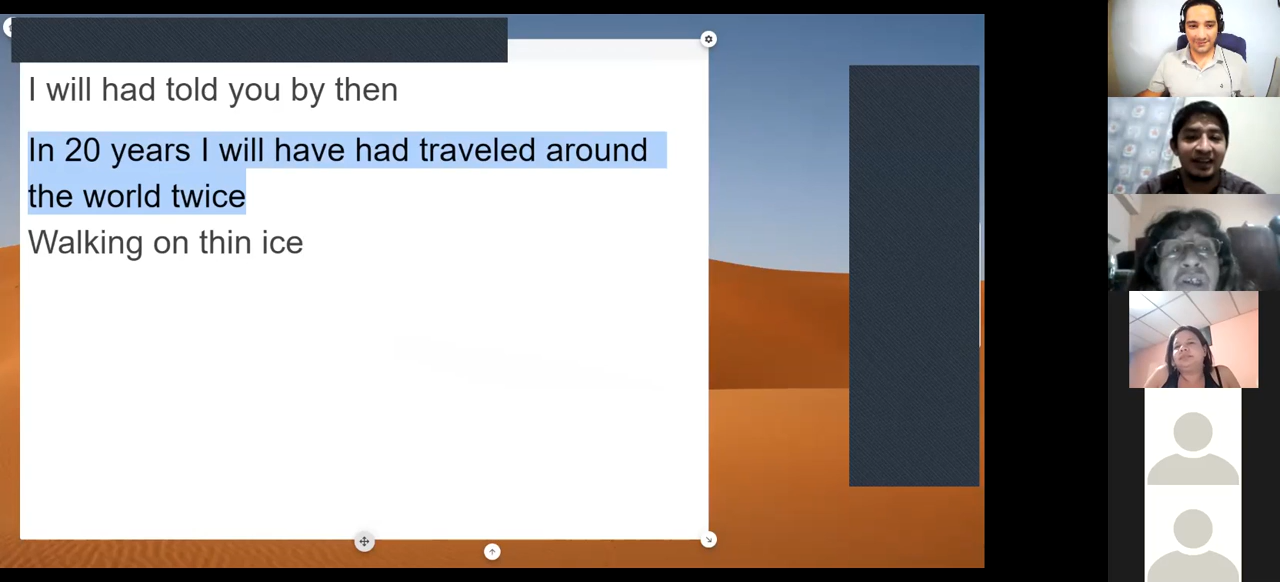 I will had told you by then
In 20 years I will have had traveled around
the world twice
Walking on thin ice